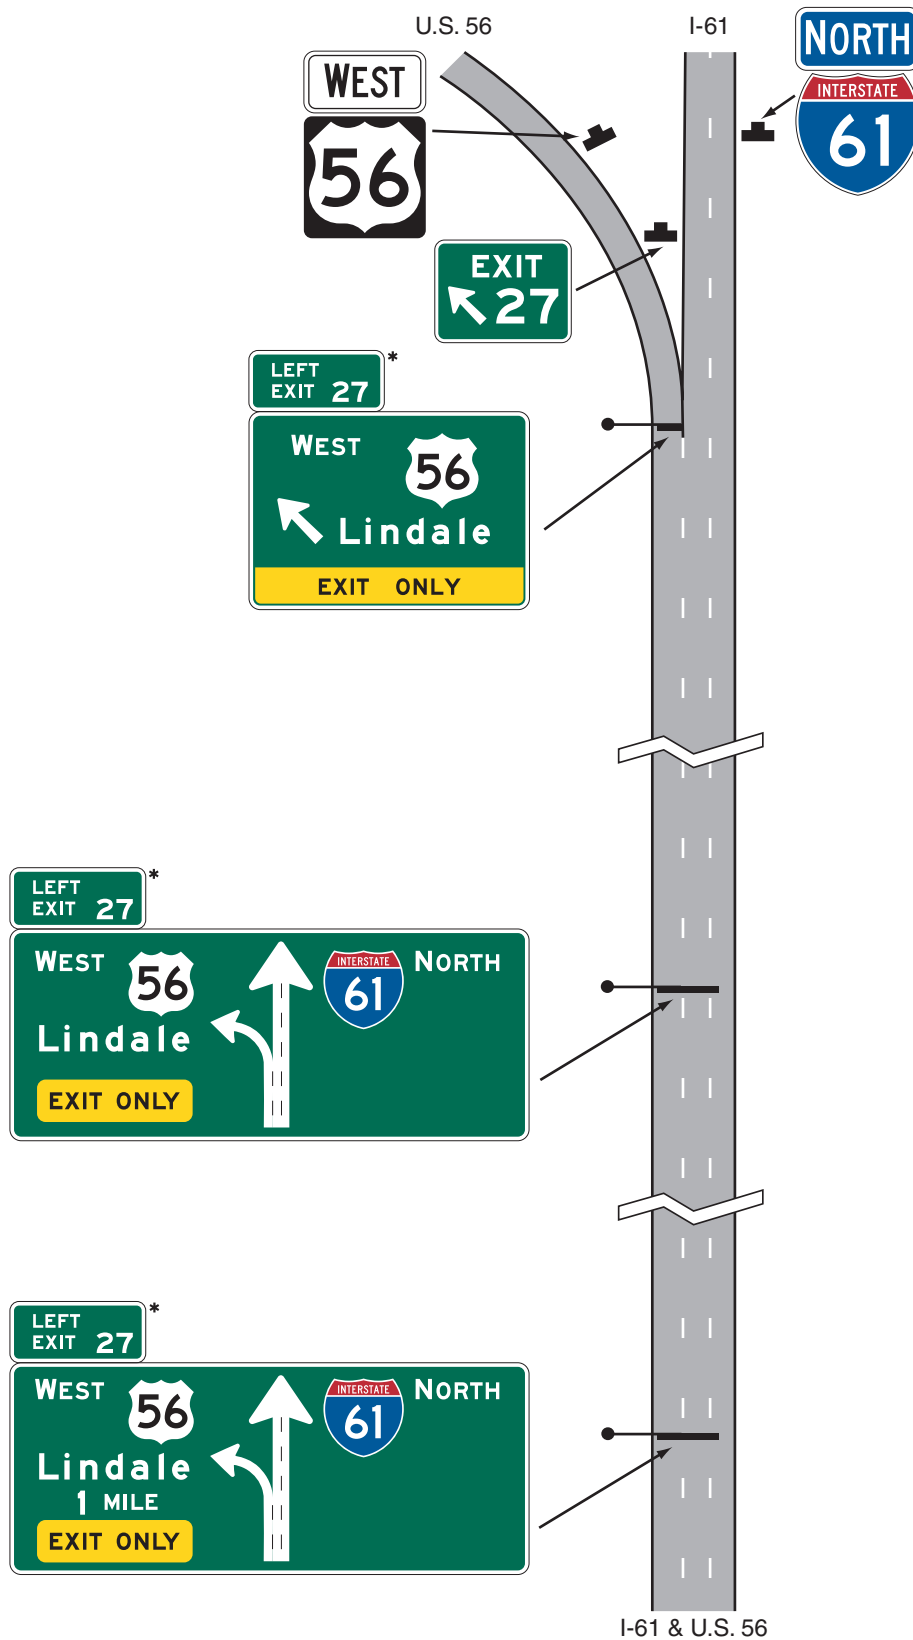 U.S. 56
I-61
WEST
56
NORTH
INTERSTATE
61
EXIT
27
LEFT
EXIT 27
*
WEST
56
Lindale
EXIT ONLY
LEFT
EXIT 27
*
WEST
56
INTERSTATE
61
NORTH
Lindale
EXIT ONLY
LEFT
EXIT 27
*
WEST
56
INTERSTATE
61
NORTH
Lindale
1 MILE
EXIT ONLY
I-61 & U.S. 56